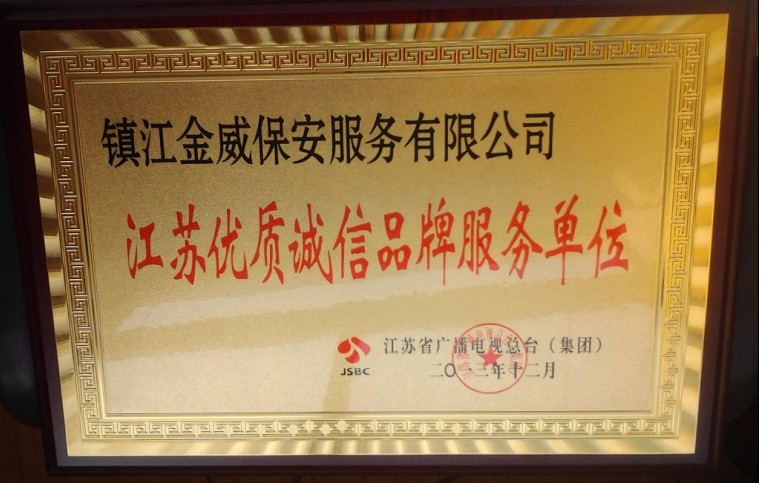 镇江金威保安服务有限公司
江苏优质诚信品牌服务单位
JSBC
江苏省广播电视总台（集团）
二〇一三年十二月